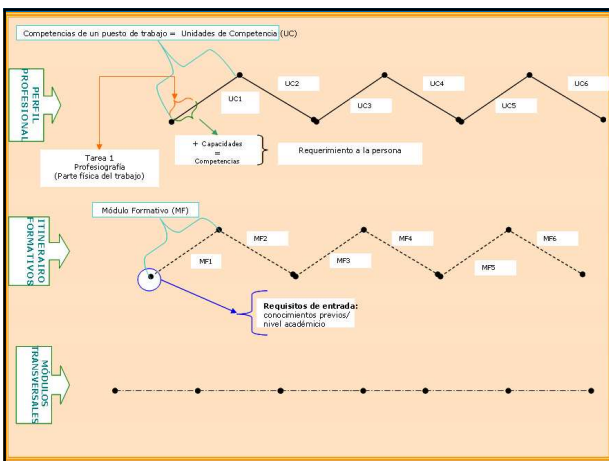 Competencias de un puesto de trabajo = Unidades de Competencia (UC)
PERFIL
PROFESIONAL
UC1
UC2
UC3
UC4
UC5
UC6
Tarea 1
Profesiografía
(Parte física del trabajo)
+ Capacidades
=
Competencias
Requerimiento a la persona
ITINERAIRO
FORMATIVOS
Módulo Formativo (MF)
MF1
MF2
MF3
MF4
MF5
MF6
Requisitos de entrada:
conocimientos previos/
nivel académicio
MÓDULOS
TRANSVERSALES